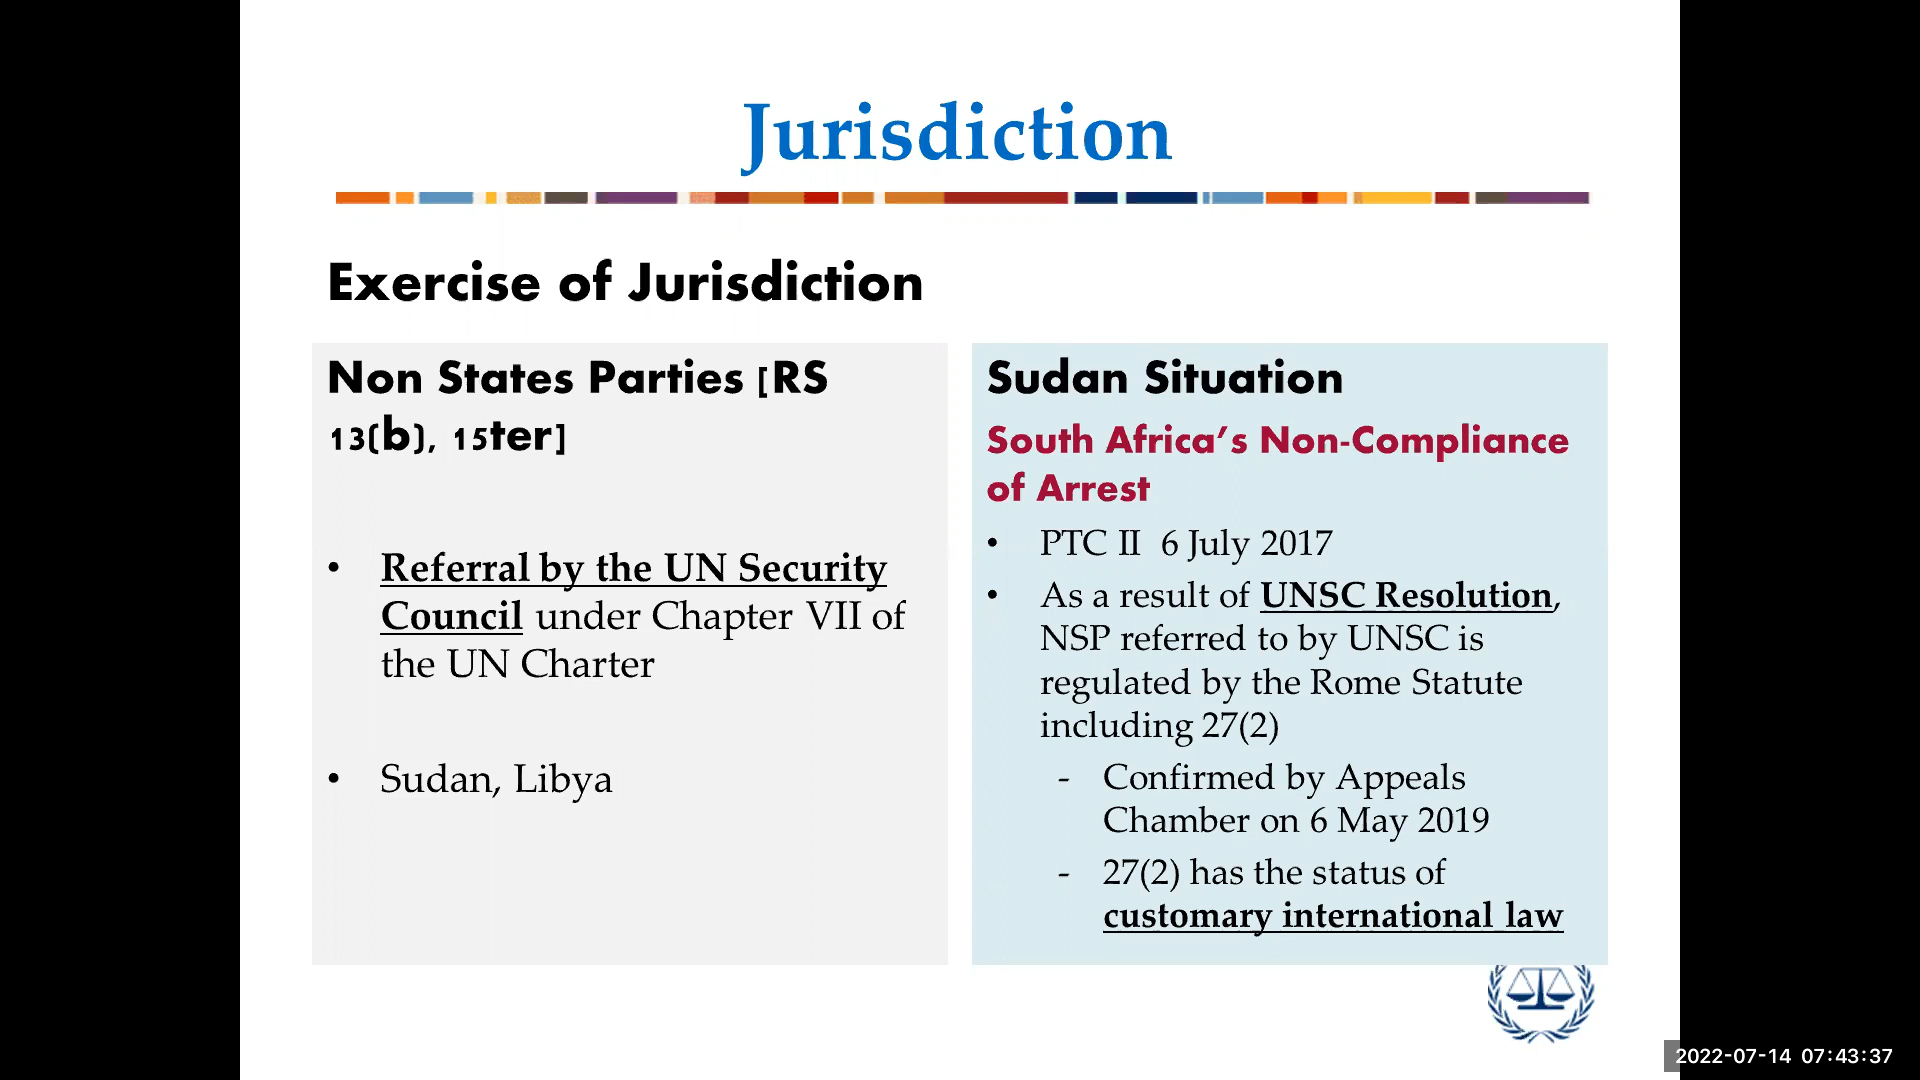 Jurisdiction
Exercise of Jurisdiction
Non States Parties [RS
13(b), 15ter]
• Referral by the UN Security
Council under Chapter VII of
the UN Charter
• Sudan, Libya
Sudan Situation
South Africa's Non-Compliance
of Arrest
• PTC II 6 July 2017
• As a result of UNSC Resolution,
NSP referred to by UNSC is
regulated by the Rome Statute
including 27(2)
- Confirmed by Appeals
Chamber on 6 May 2019
- 27(2) has the status of
customary international law
2022-07-14 07:43:37